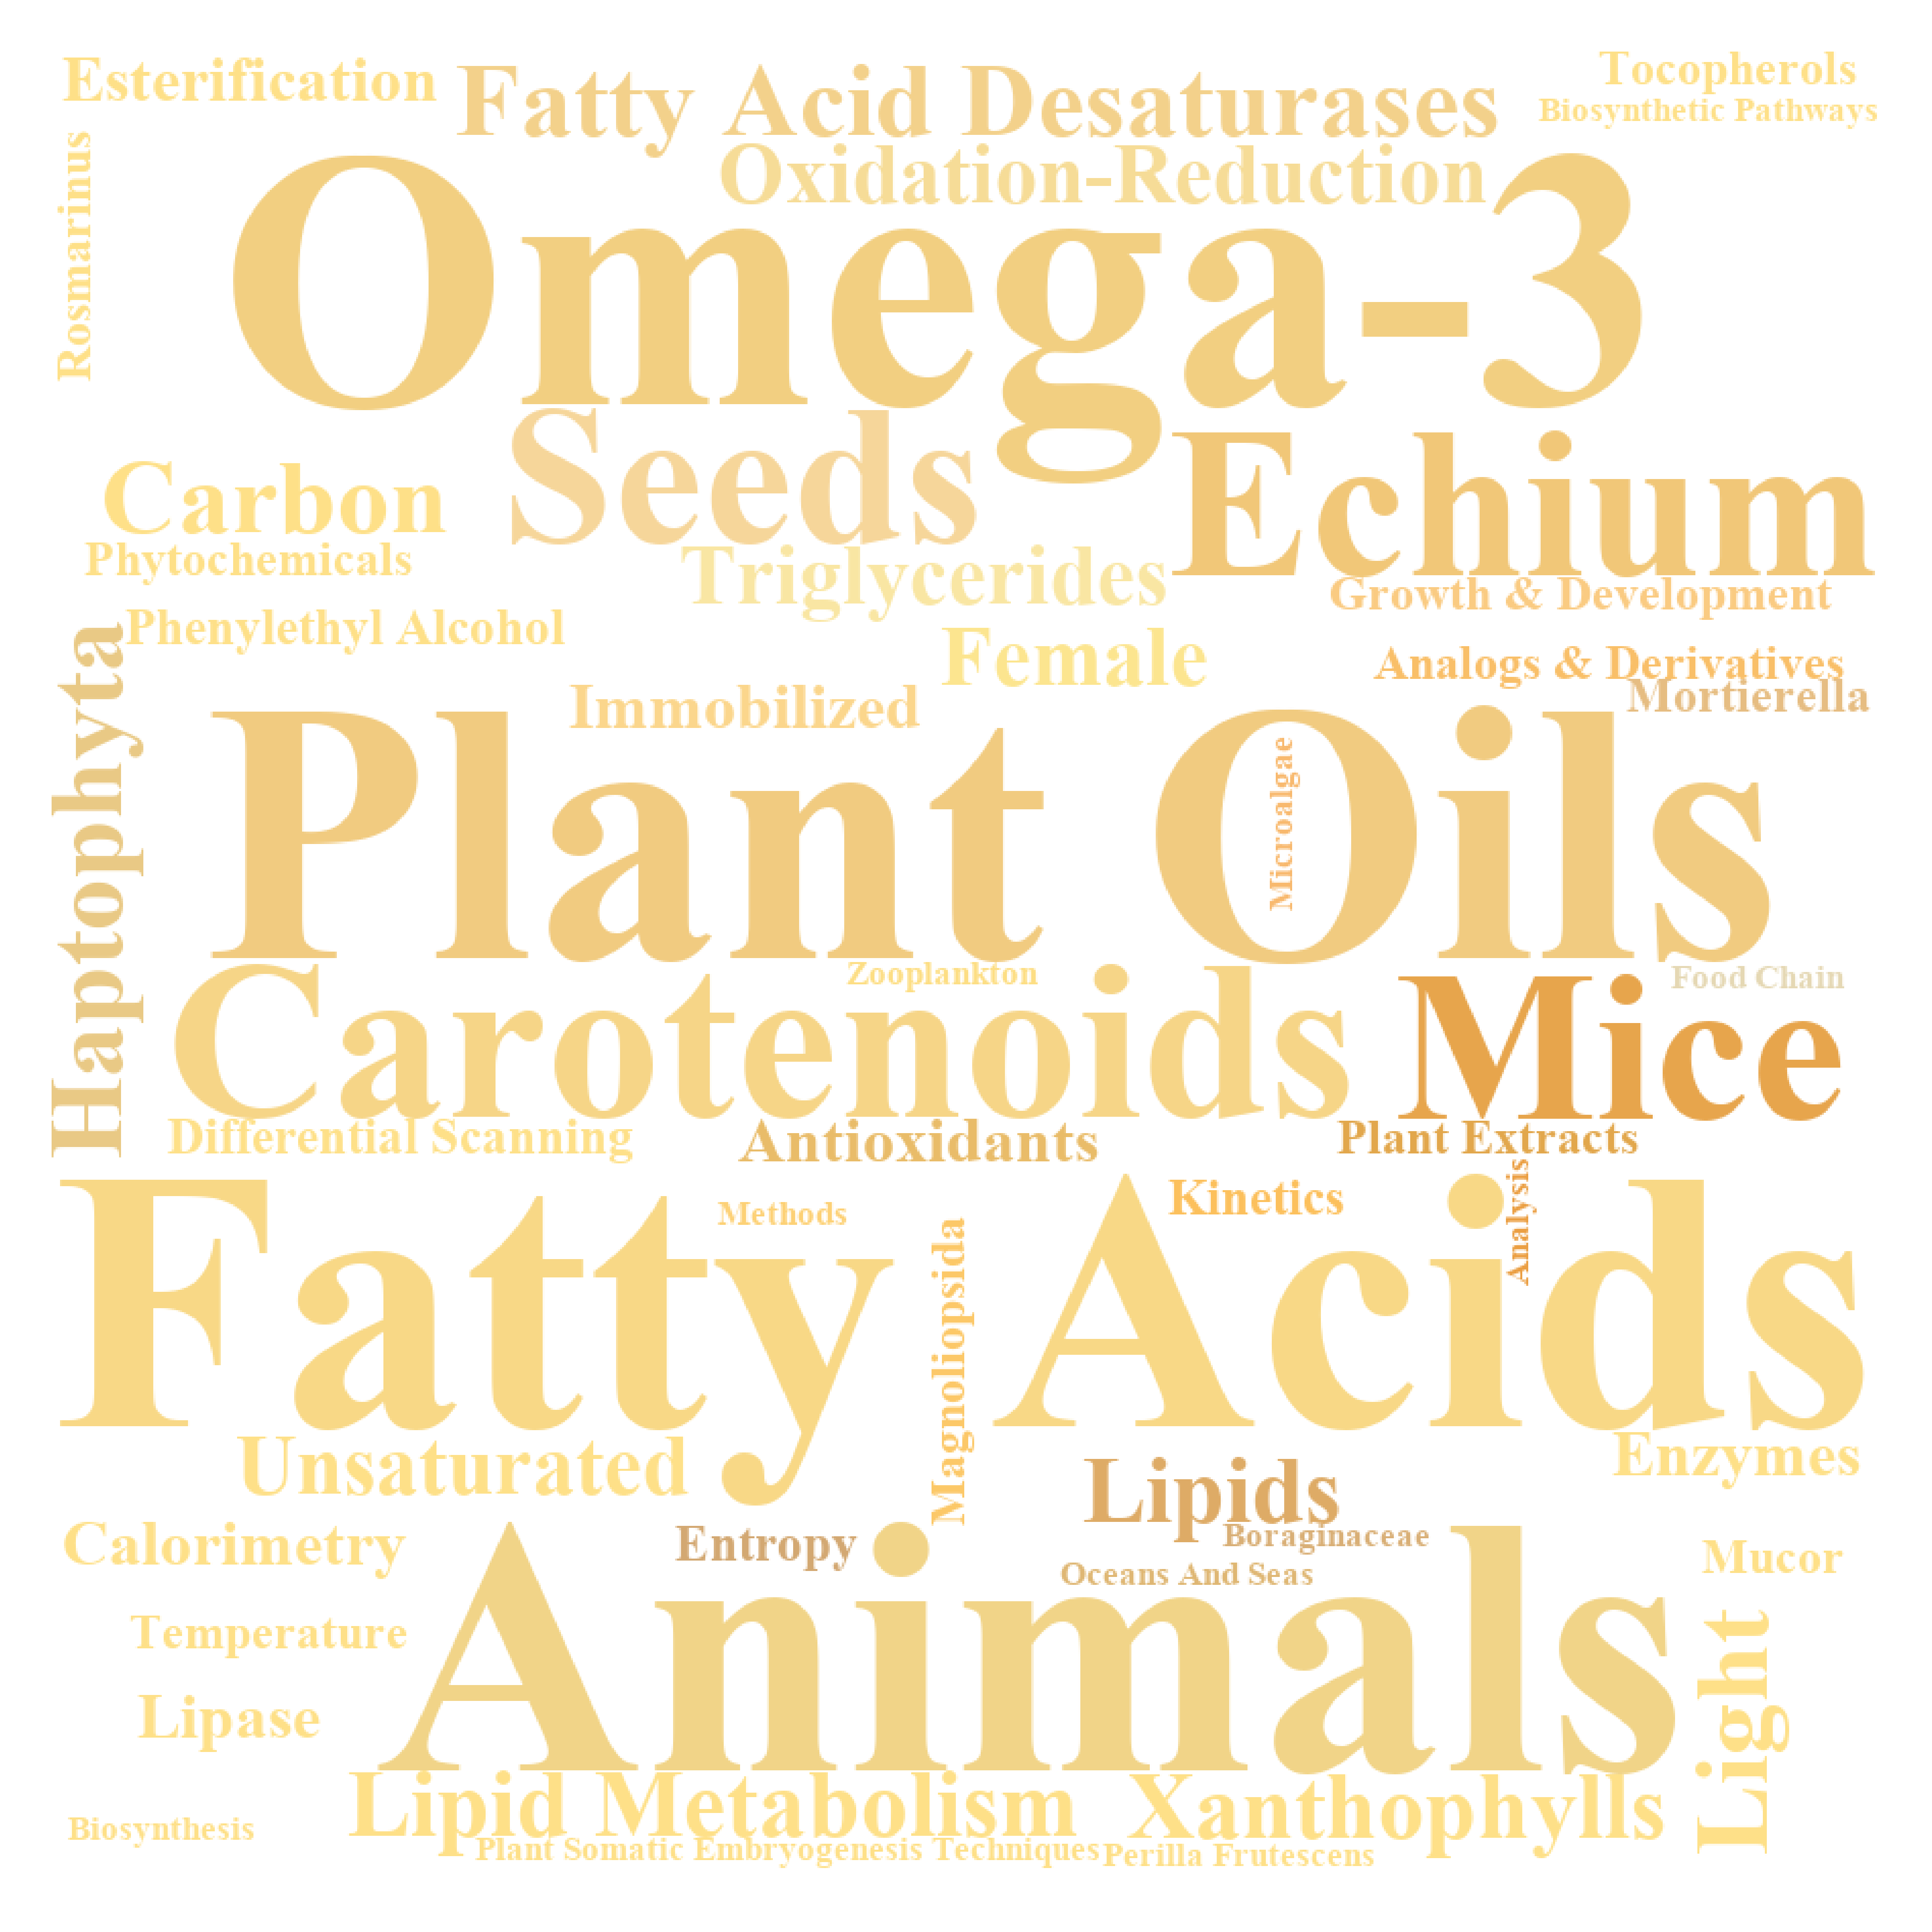 Esterification
Fatty Acid Desaturases
Tocopherols
Biosynthetic Pathways
Rosmarinus
Oxidation-Reduction
Omega-3
Seeds
Echium
Carbon
Phytochemicals
Triglycerides
Growth & Development
Phenylethyl Alcohol
Female
Analogs & Derivatives
Mortierella
Haptophyta
Immobilized
Plant Oils
Microalgae
Zooplankton
Food Chain
Carotenoids
Mice
Differential Scanning
Antioxidants
Plant Extracts
Fatty Acids
Methods
Kinetics
Analysis
Magnoliopsida
Unsaturated
Lipids
Enzymes
Calorimetry
Entropy
Boraginaceae
Oceans And Seas
Mucor
Temperature
Animals
Light
Lipase
Lipid Metabolism
Xanthophylls
Biosynthesis
Plant Somatic Embryogenesis Techniques
Perilla Frutescens